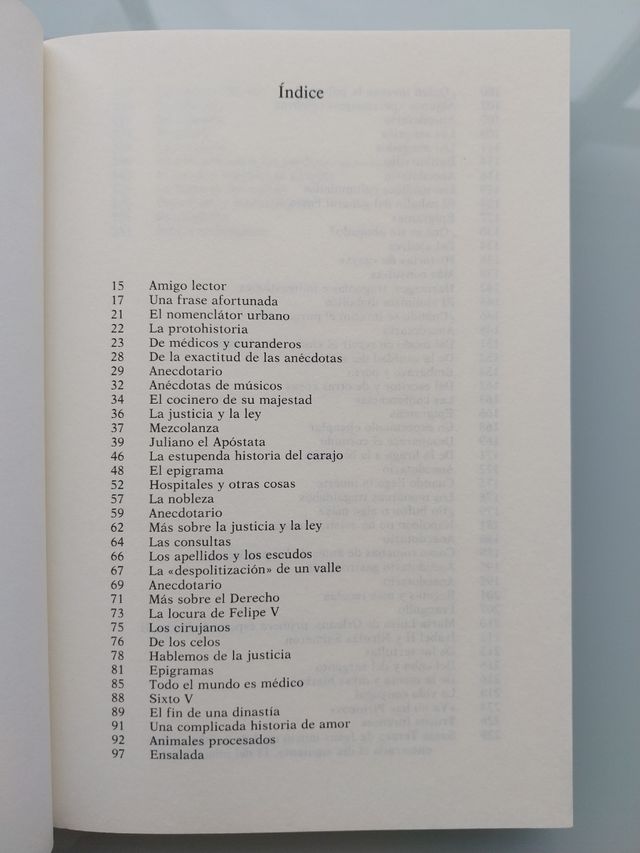 Índice
15 Amigo lector
17 Una frase afortunada
21 El nomenclátor urbano
22 La protohistoria
23 De médicos y curanderos
28 De la exactitud de las anécdotas
29 Anecdotario
32 Anécdotas de músicos
34 El cocinero de su majestad
36 La justicia y la ley
37 Mezcolanza
39 Juliano el Apóstata
46 La estupenda historia del carajo
48 El epigrama
52 Hospitales y otras cosas
57 La nobleza
59 Anecdotario
62 Más sobre la justicia y la ley
64 Las consultas
66 Los apellidos y los escudos
67 La «despolitización» de un valle
69 Anecdotario
71 Más sobre el Derecho
73 La locura de Felipe V
75 Los cirujanos
76 De los celos
78 Hablemos de la justicia
81 Epigramas
85 Todo el mundo es médico
88 Sixto V
89 El fin de una dinastía
91 Una complicada historia de amor
92 Animales procesados
97 Ensalada